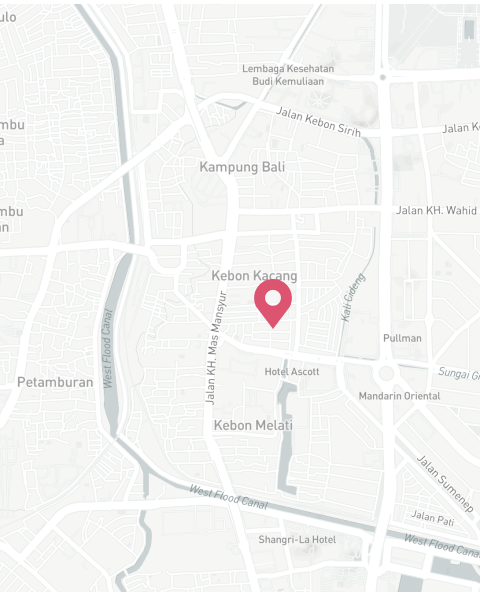 ulo
Lembaga Kesehatan
Budi Kemuliaan
Jalan Kebon Sirih
Jalan Ke
mbu
a
Kampung Bali
mbu
an
Jalan KH. Wahid
Kebon Kacang
Kali Cideng
Jalan KH. Mas Mansyur
West Flood Canal
Pullman
Hotel Ascott
Sungai G
Petamburan
Mandarin Oriental
Kebon Melati
Jalan Sumenep
West Flood Canal
Jalan Pati
Shangri-La Hotel
West Flood Canal